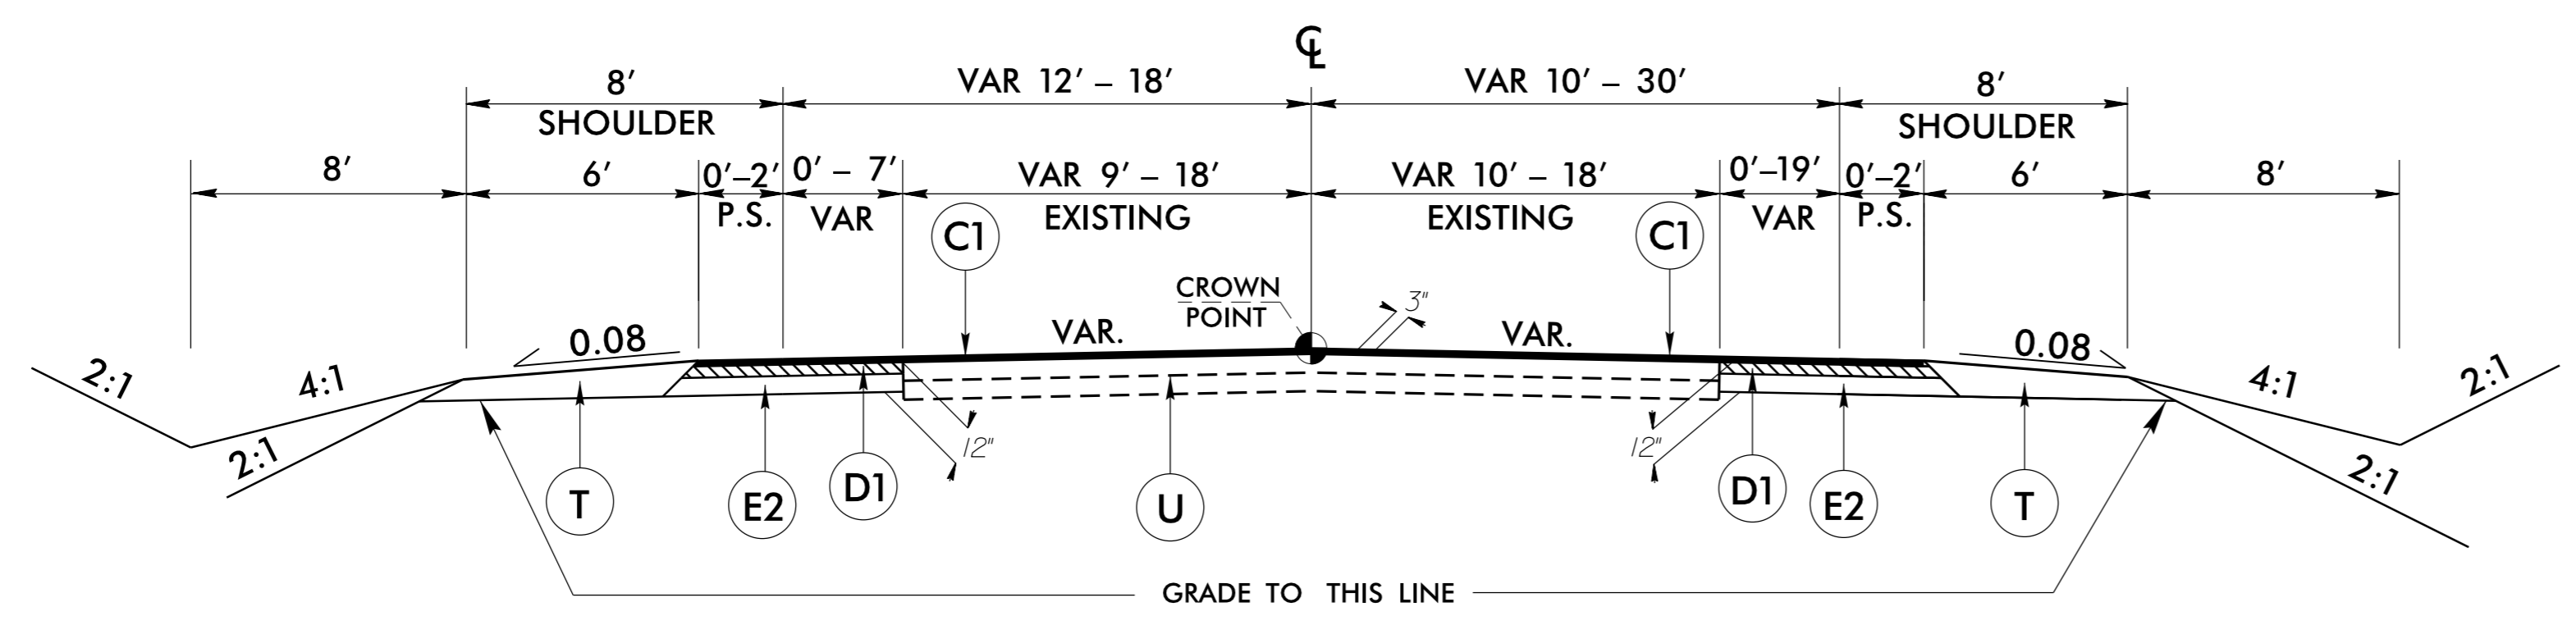 ℄
8' VAR 12' – 18' VAR 10' – 30' 8'
SHOULDER SHOULDER
8' 6' 0'–2' 0' – 7' VAR 9' – 18' VAR 10' – 18' 0'–19' 0'–2' 6' 8'
P.S. VAR EXISTING EXISTING VAR P.S.
C1 C1
CROWN
POINT
3"
VAR. VAR.
0.08 0.08
2:1 4:1 4:1 2:1
2:1 12" 12" 2:1
T E2 D1 U D1 E2 T
GRADE TO THIS LINE